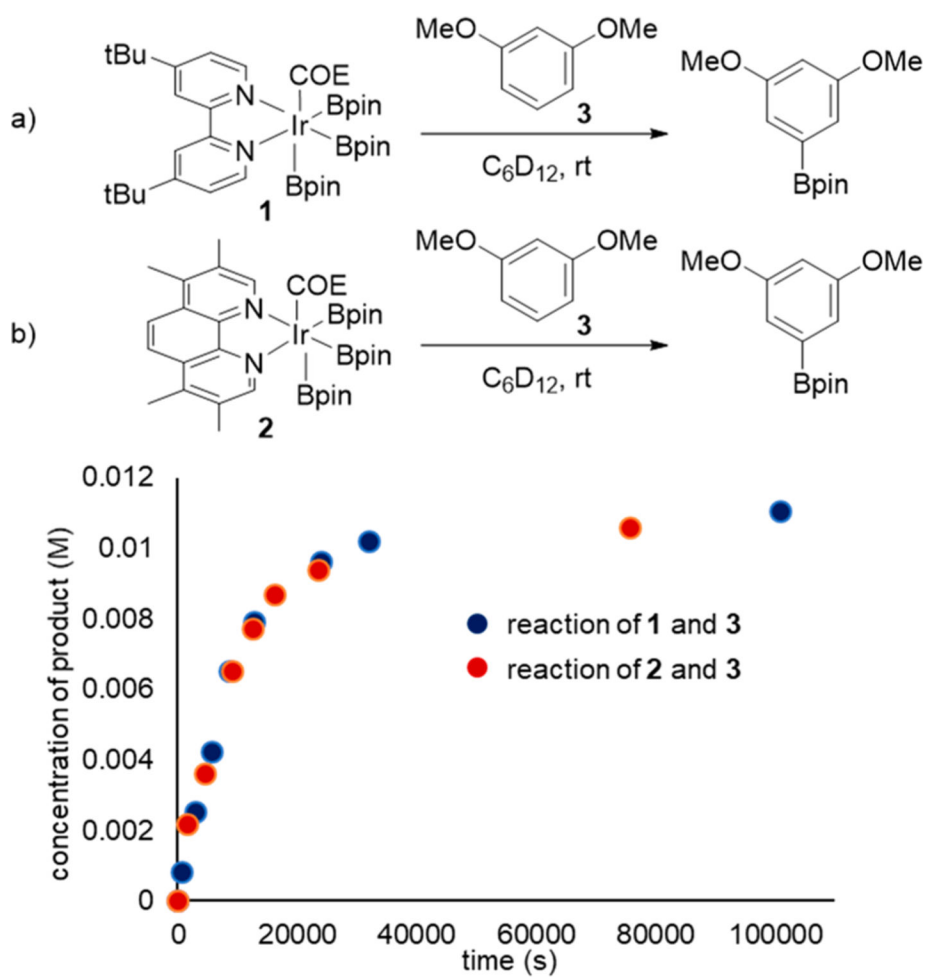 a)
tBu
tBu
N
N
COE
Ir
Bpin
Bpin
Bpin
1
MeO
OMe
3
C₆D₁₂, rt
MeO
OMe
Bpin
b)
N
N
COE
Ir
Bpin
Bpin
Bpin
2
MeO
OMe
3
C₆D₁₂, rt
MeO
OMe
Bpin
concentration of product (M)
0.012
0.01
0.008
0.006
0.004
0.002
0
reaction of 1 and 3
reaction of 2 and 3
0 20000 40000 60000 80000 100000
time (s)